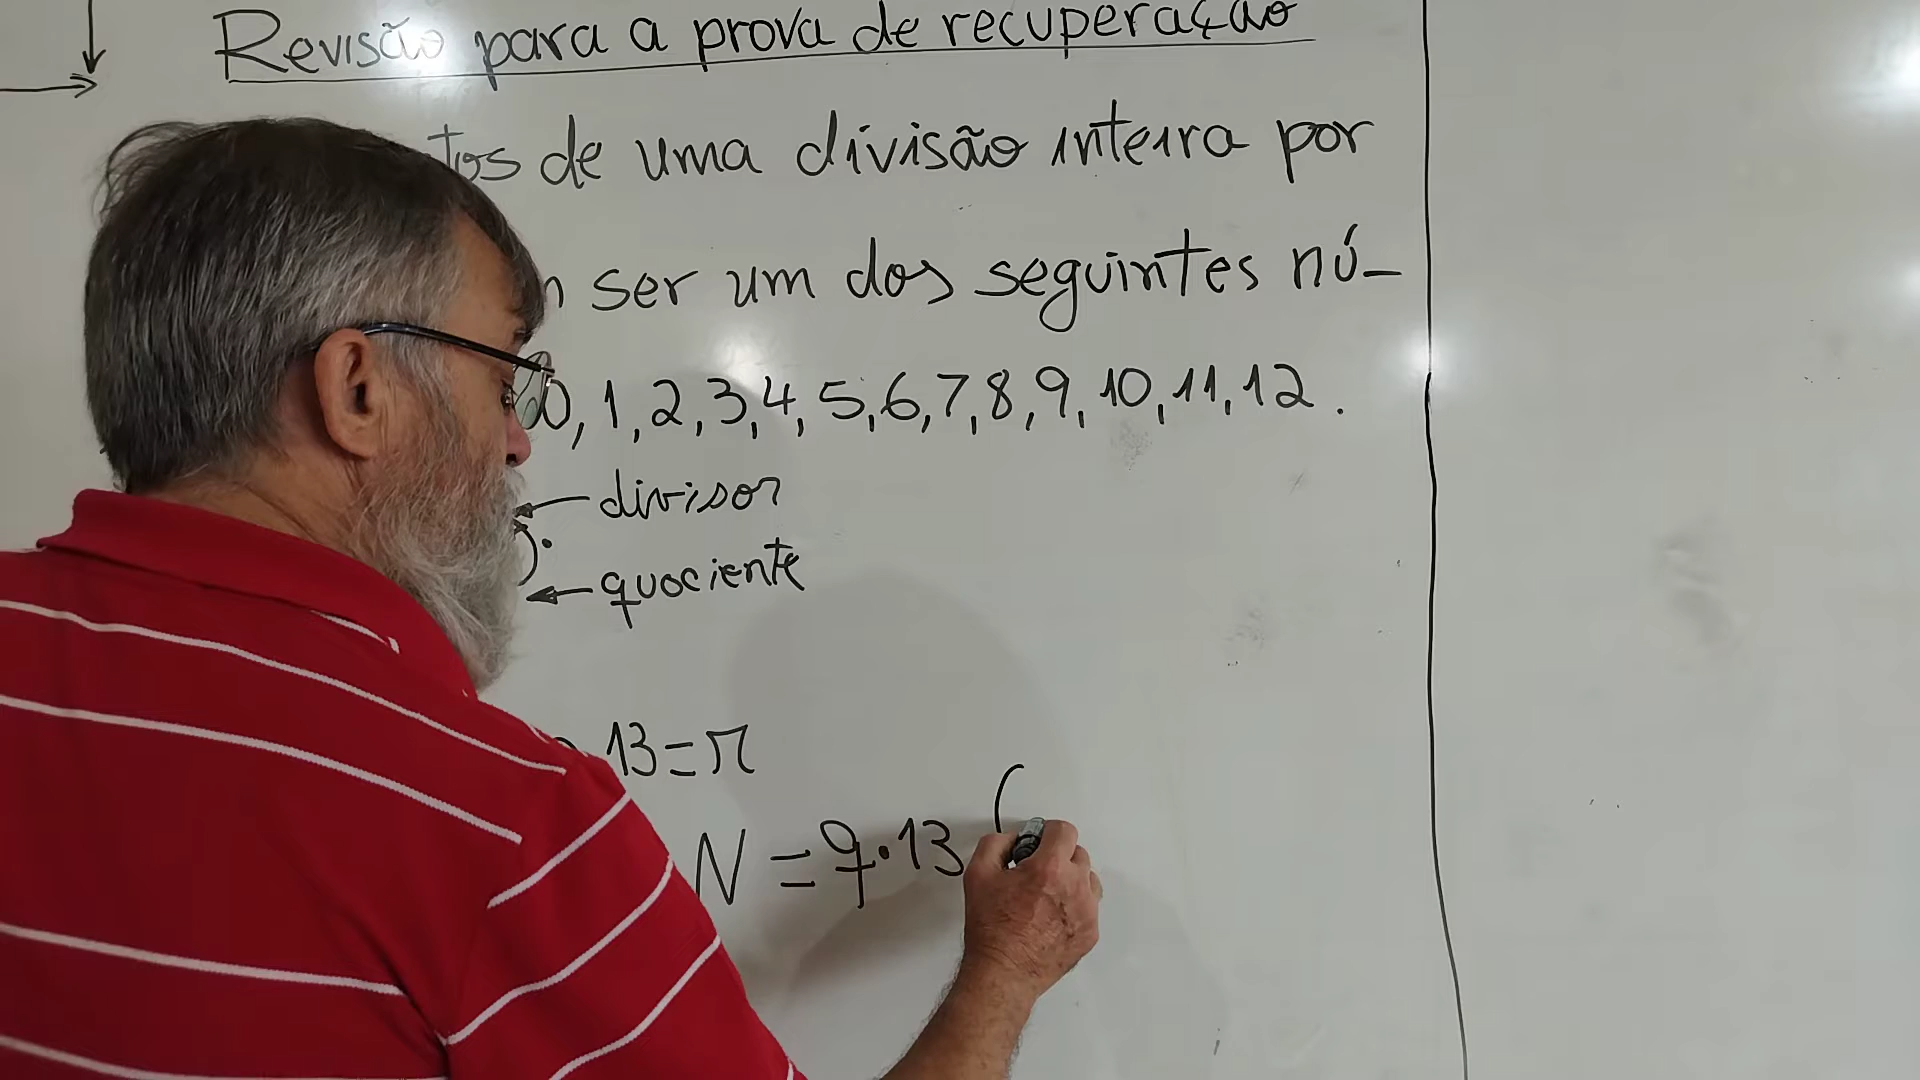 Revisão para a prova de recuperação
tos de uma divisão inteira por
ser um dos seguintes nú-
0, 1, 2, 3, 4, 5, 6, 7, 8, 9, 10, 11, 12.
← divisor
← quociente
13 = r
N = q·13 (